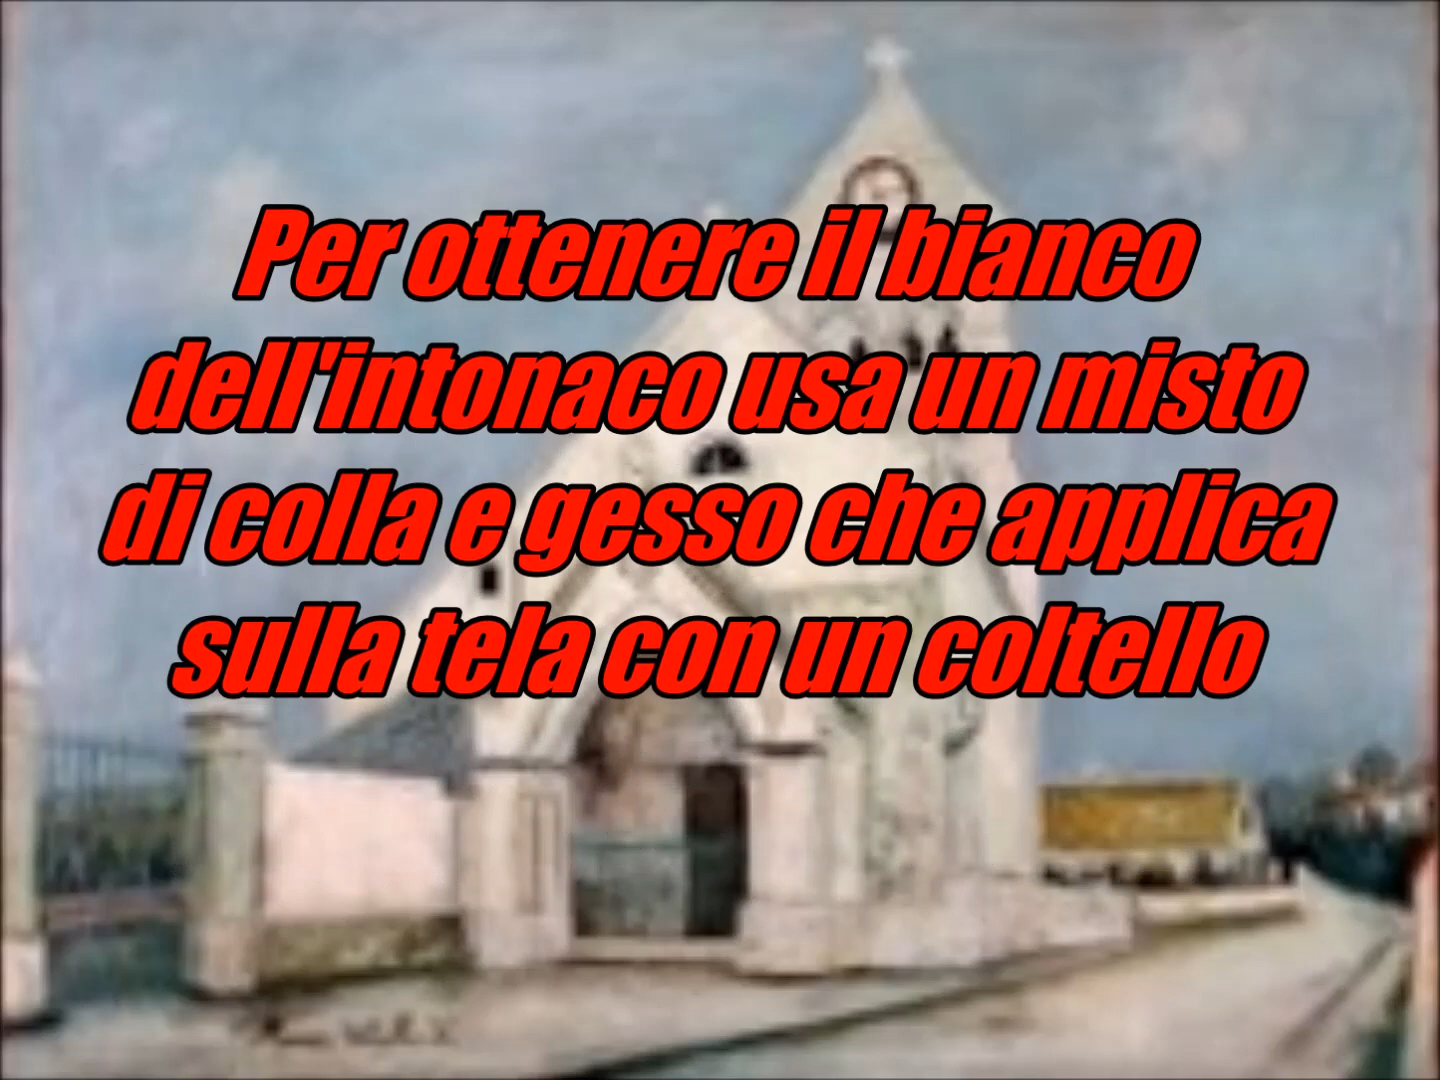 Per ottenere il bianco
dell'intonaco usa un misto
di colla e gesso che applica
sulla tela con un coltello